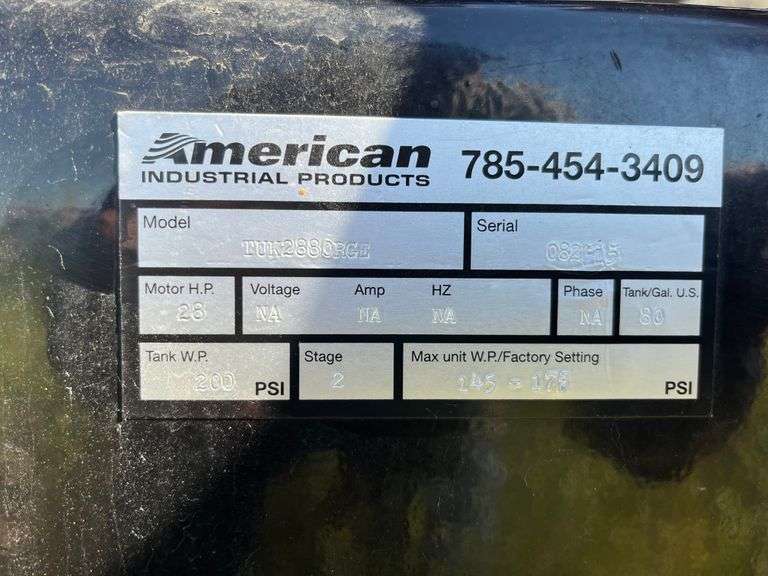 American 785-454-3409
INDUSTRIAL PRODUCTS
Model Serial
Motor H.P. Voltage Amp HZ Phase Tank/Gal. U.S.
NA NA NA NA 80
Tank W.P. Stage Max unit W.P./Factory Setting
200 PSI 2 PSI